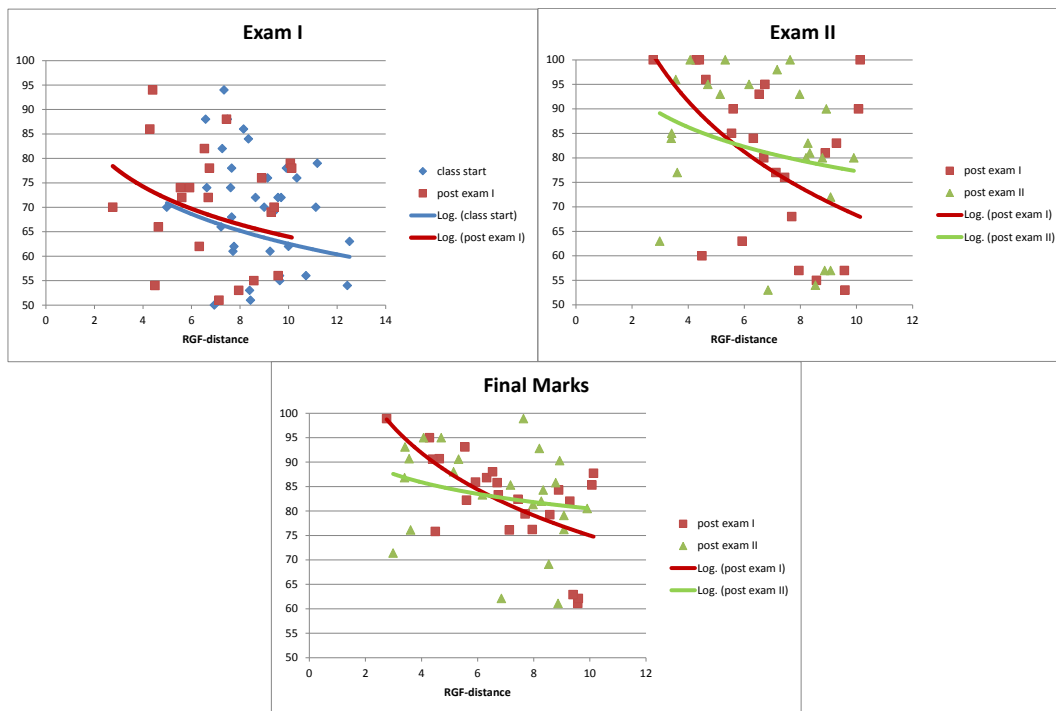 Exam I
100
95
90
85
80
75
70
65
60
55
50
0 2 4 6 8 10 12 14
RGF-distance
class start
post exam I
Log. (class start)
Log. (post exam I)
Exam II
100
95
90
85
80
75
70
65
60
55
50
0 2 4 6 8 10 12
RGF-distance
post exam I
post exam II
Log. (post exam I)
Log. (post exam II)
Final Marks
100
95
90
85
80
75
70
65
60
55
50
0 2 4 6 8 10 12
RGF-distance
post exam I
post exam II
Log. (post exam I)
Log. (post exam II)